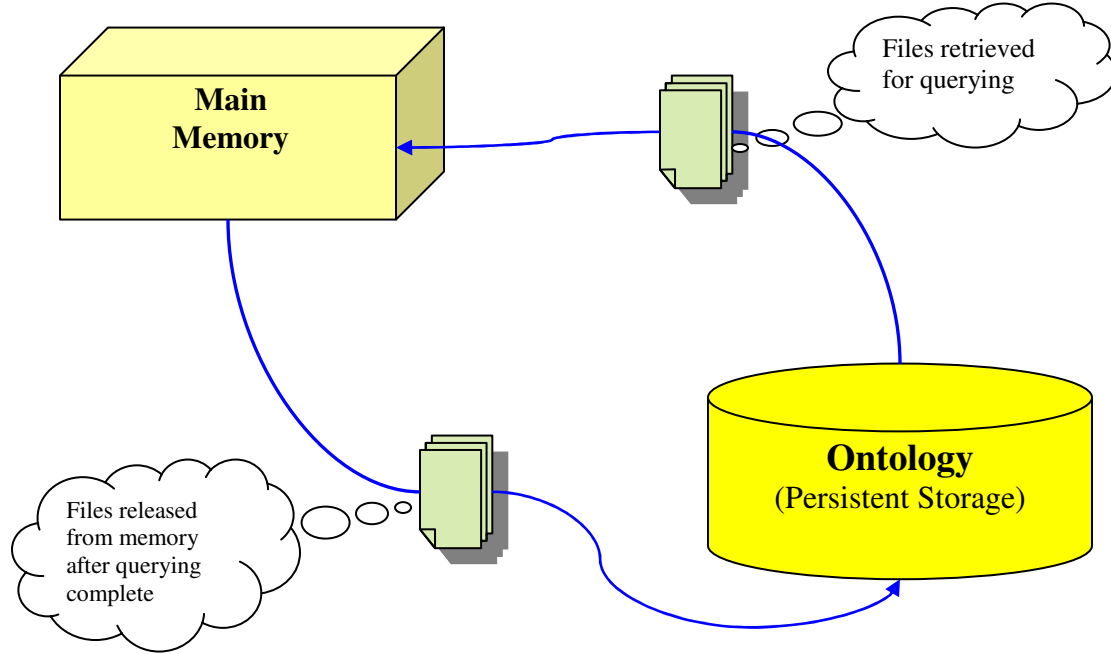 Main
Memory
Files retrieved
for querying
Ontology
(Persistent Storage)
Files released
from memory
after querying
complete